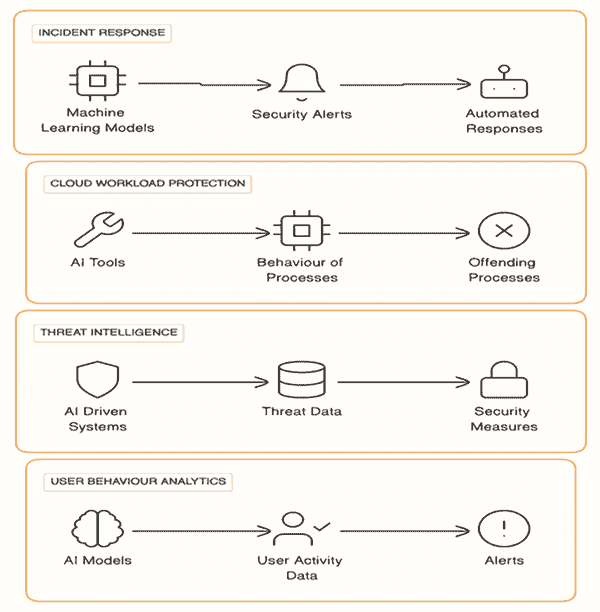 INCIDENT RESPONSE
Machine
Learning Models
Security Alerts
Automated
Responses
CLOUD WORKLOAD PROTECTION
AI Tools
Behaviour of
Processes
Offending
Processes
THREAT INTELLIGENCE
AI Driven
Systems
Threat Data
Security
Measures
USER BEHAVIOUR ANALYTICS
AI Models
User Activity
Data
Alerts